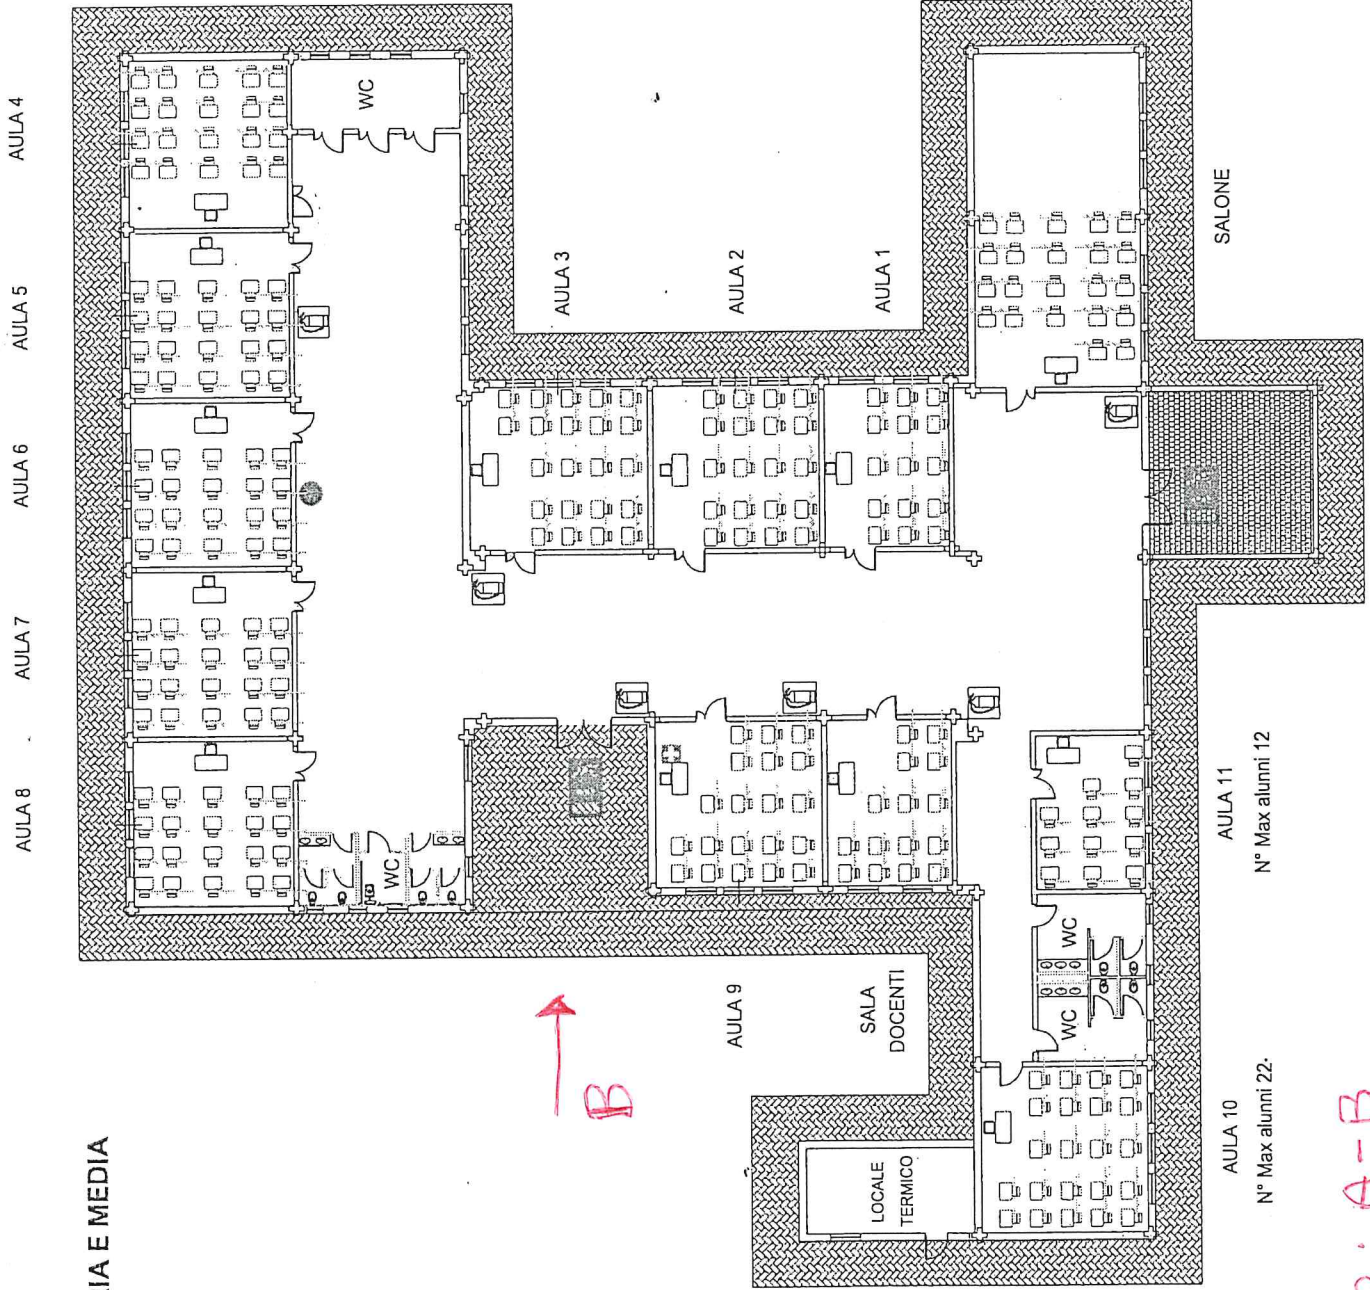 AULA 4
AULA 5
AULA 6
AULA 7
AULA 8
WC
WC
AULA 3
AULA 2
AULA 1
SALONE
B
AULA 9
SALA
DOCENTI
AULA 11
N° Max alunni 12
WC
WC
LOCALE
TERMICO
AULA 10
N° Max alunni 22.
E MEDIA
A - B